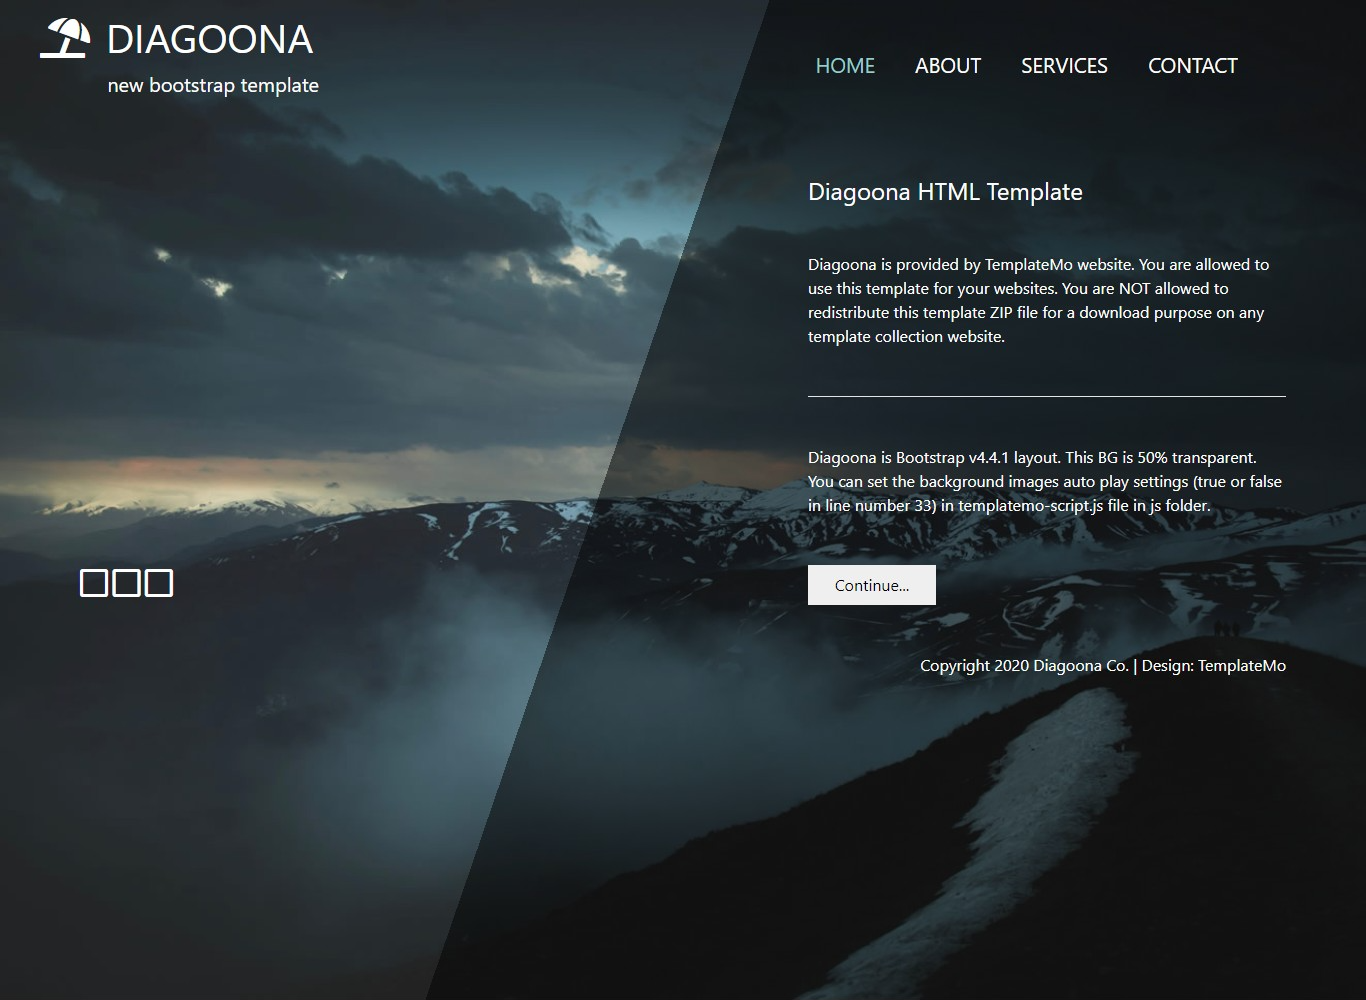 DIAGOONA
new bootstrap template
HOME ABOUT SERVICES CONTACT
Diagoona HTML Template
Diagoona is provided by TemplateMo website. You are allowed to
use this template for your websites. You are NOT allowed to
redistribute this template ZIP file for a download purpose on any
template collection website.
Diagoona is Bootstrap v4.4.1 layout. This BG is 50% transparent.
You can set the background images auto play settings (true or false
in line number 33) in templatemo-script.js file in js folder.
Continue...
Copyright 2020 Diagoona Co. | Design: TemplateMo